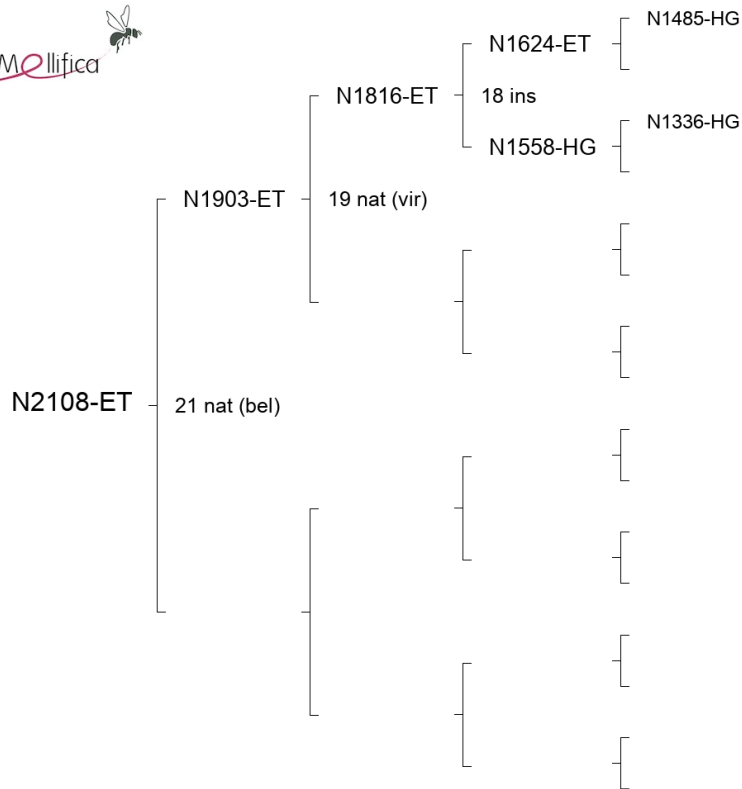 Mellifica
N1485-HG
N1624-ET
N1816-ET
18 ins
N1336-HG
N1558-HG
N1903-ET
19 nat (vir)
N2108-ET
21 nat (bel)